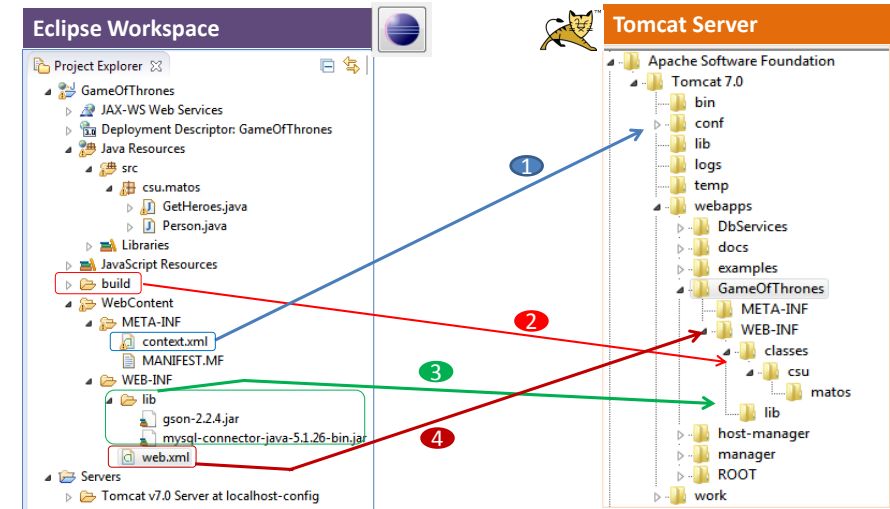 Eclipse Workspace
Project Explorer
GameOfThrones
JAX-WS Web Services
3.0 Deployment Descriptor: GameOfThrones
Java Resources
src
csu.matos
GetHeroes.java
Person.java
Libraries
JavaScript Resources
build
WebContent
META-INF
context.xml
MANIFEST.MF
WEB-INF
lib
gson-2.2.4.jar
mysql-connector-java-5.1.26-bin.jar
web.xml
Servers
Tomcat v7.0 Server at localhost-config
1
2
3
4
TM
Tomcat Server
Apache Software Foundation
Tomcat 7.0
bin
conf
lib
logs
temp
webapps
DbServices
docs
examples
GameOfThrones
META-INF
WEB-INF
classes
csu
matos
lib
host-manager
manager
ROOT
work